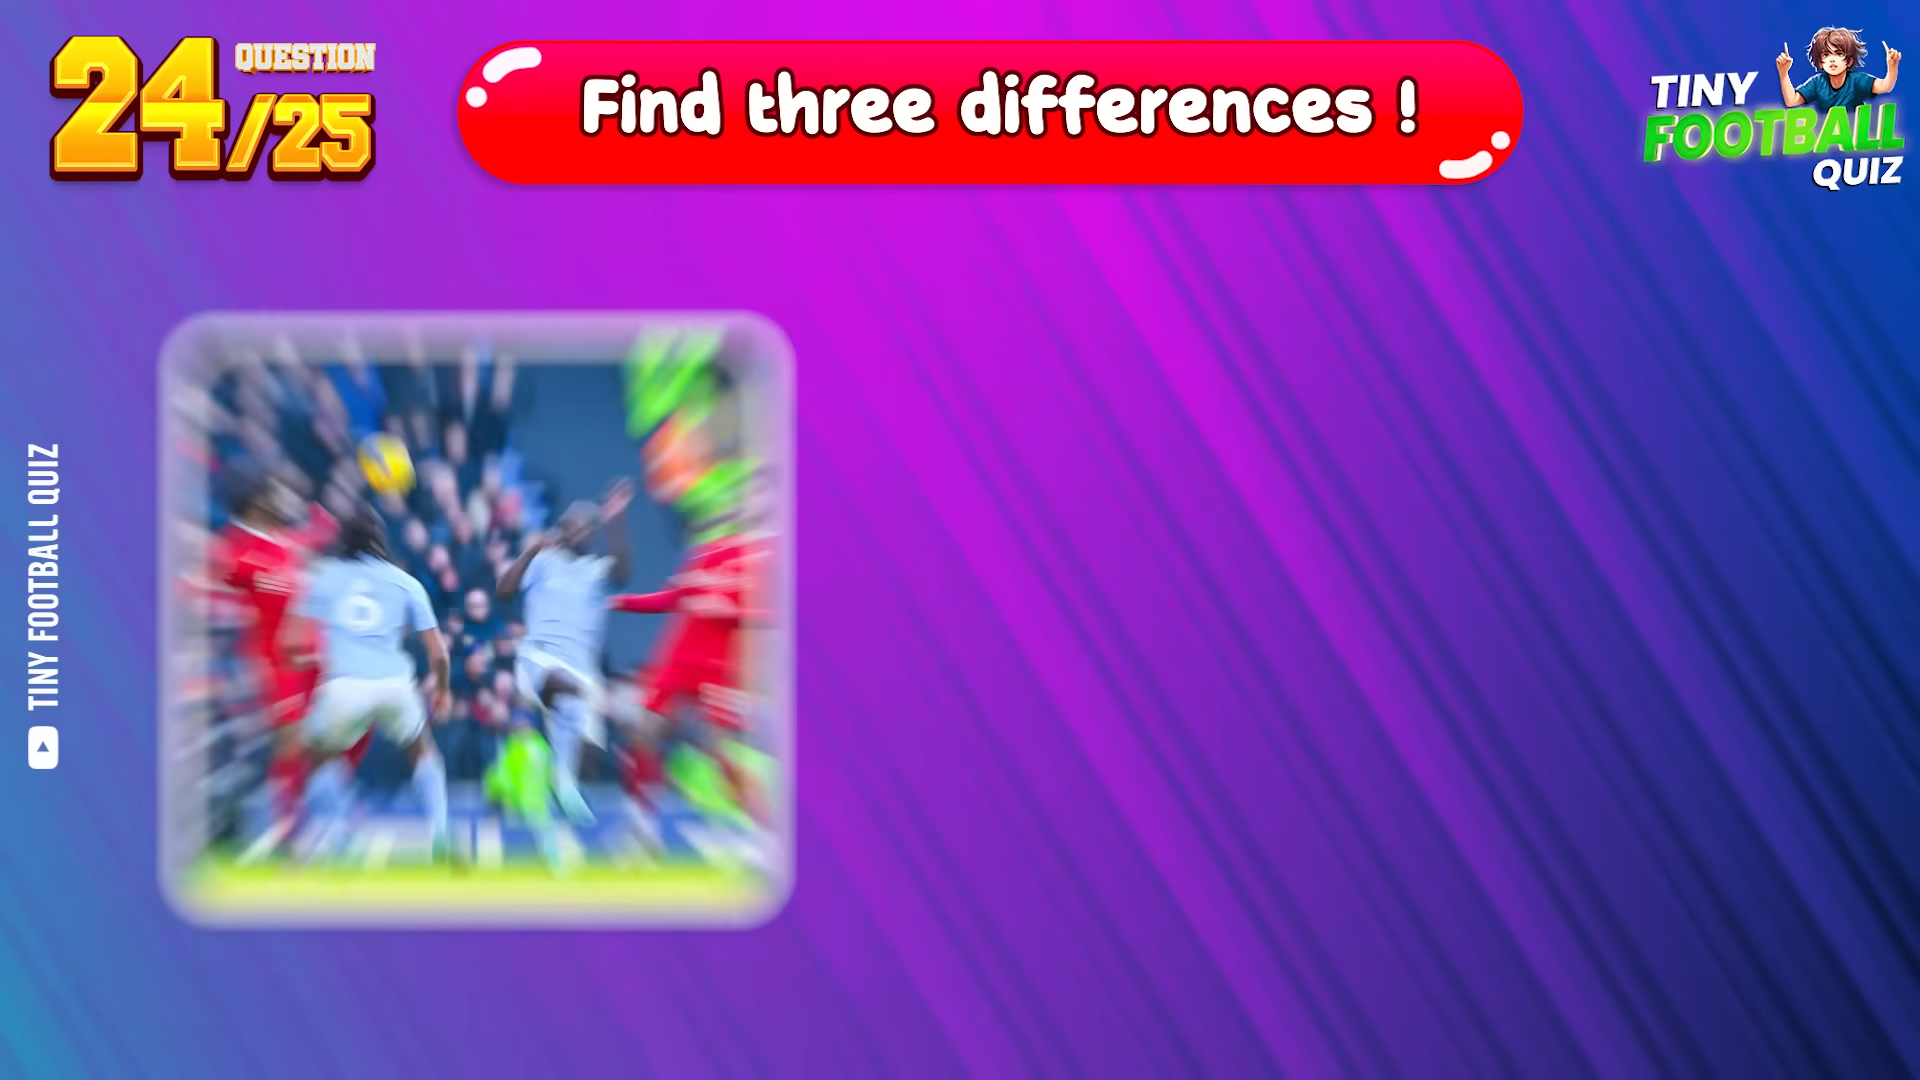 24/25
QUESTION
Find three differences !
TINY
FOOTBALL
QUIZ
TINY FOOTBALL QUIZ